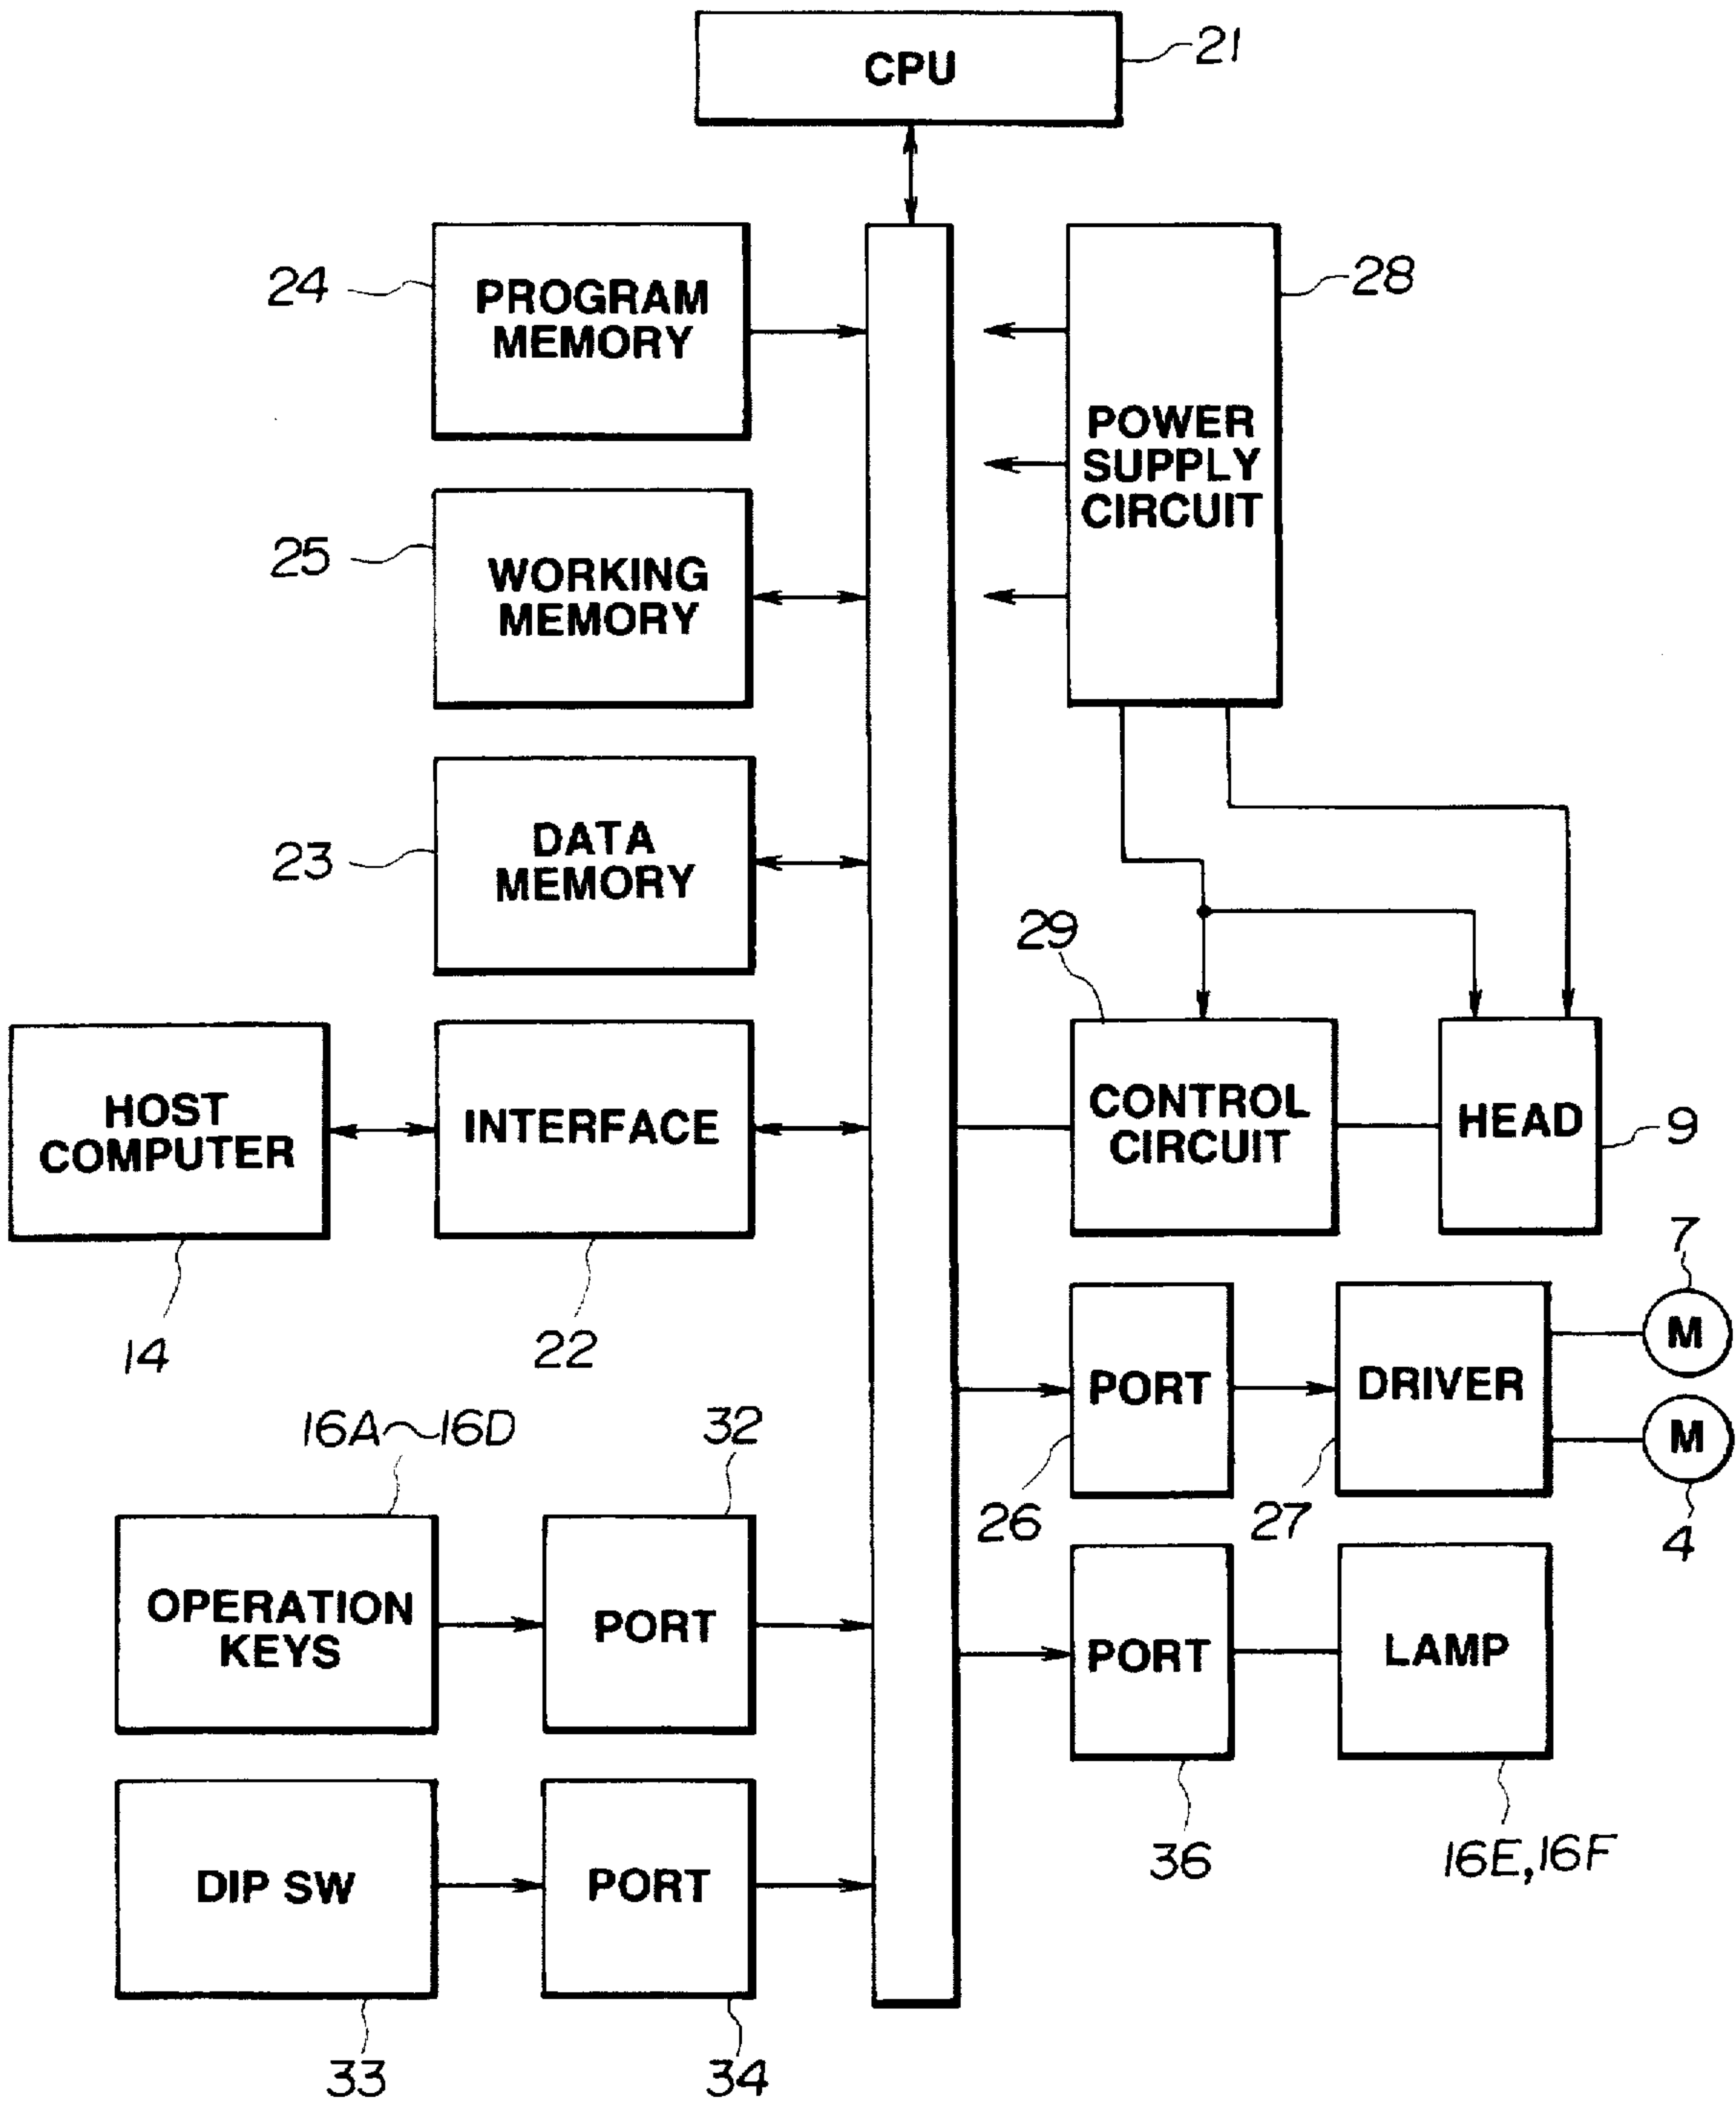 CPU
21
24
PROGRAM
MEMORY
28
POWER
SUPPLY
CIRCUIT
25
WORKING
MEMORY
23
DATA
MEMORY
29
HOST
COMPUTER
INTERFACE
CONTROL
CIRCUIT
HEAD
9
14
22
7
M
PORT
DRIVER
M
26
27
4
16A~16D
32
OPERATION
KEYS
PORT
PORT
LAMP
36
16E,16F
DIP SW
PORT
33
34